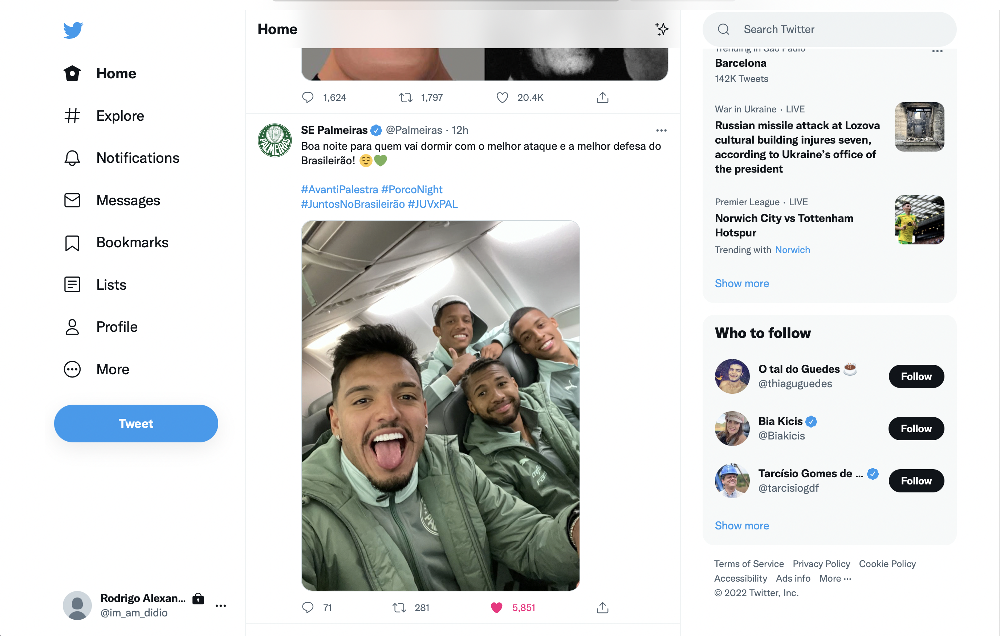 Home
Explore
Notifications
Messages
Bookmarks
Lists
Profile
More
Tweet
Rodrigo Alexan...
@im_am_didio
Home
1,624 1,797 20.4K
SE Palmeiras @Palmeiras · 12h
Boa noite para quem vai dormir com o melhor ataque e a melhor defesa do
Brasileirão! 😌💚
#AvantiPalestra #PorcoNight
#JuntosNoBrasileirão #JUVxPAL
PALMEIRAS
71 281 5,851
Search Twitter
Trending in São Paulo
Barcelona
142K Tweets
War in Ukraine · LIVE
Russian missile attack at Lozova
cultural building injures seven,
according to Ukraine’s office of
the president
Premier League · LIVE
Norwich City vs Tottenham
Hotspur
Trending with Norwich
Show more
Who to follow
O tal do Guedes ☕
@thiaguguedes
Follow
Bia Kicis
@Biakicis
Follow
Tarcísio Gomes de ...
@tarcisiogdf
Follow
Show more
Terms of Service Privacy Policy Cookie Policy
Accessibility Ads info More ···
© 2022 Twitter, Inc.